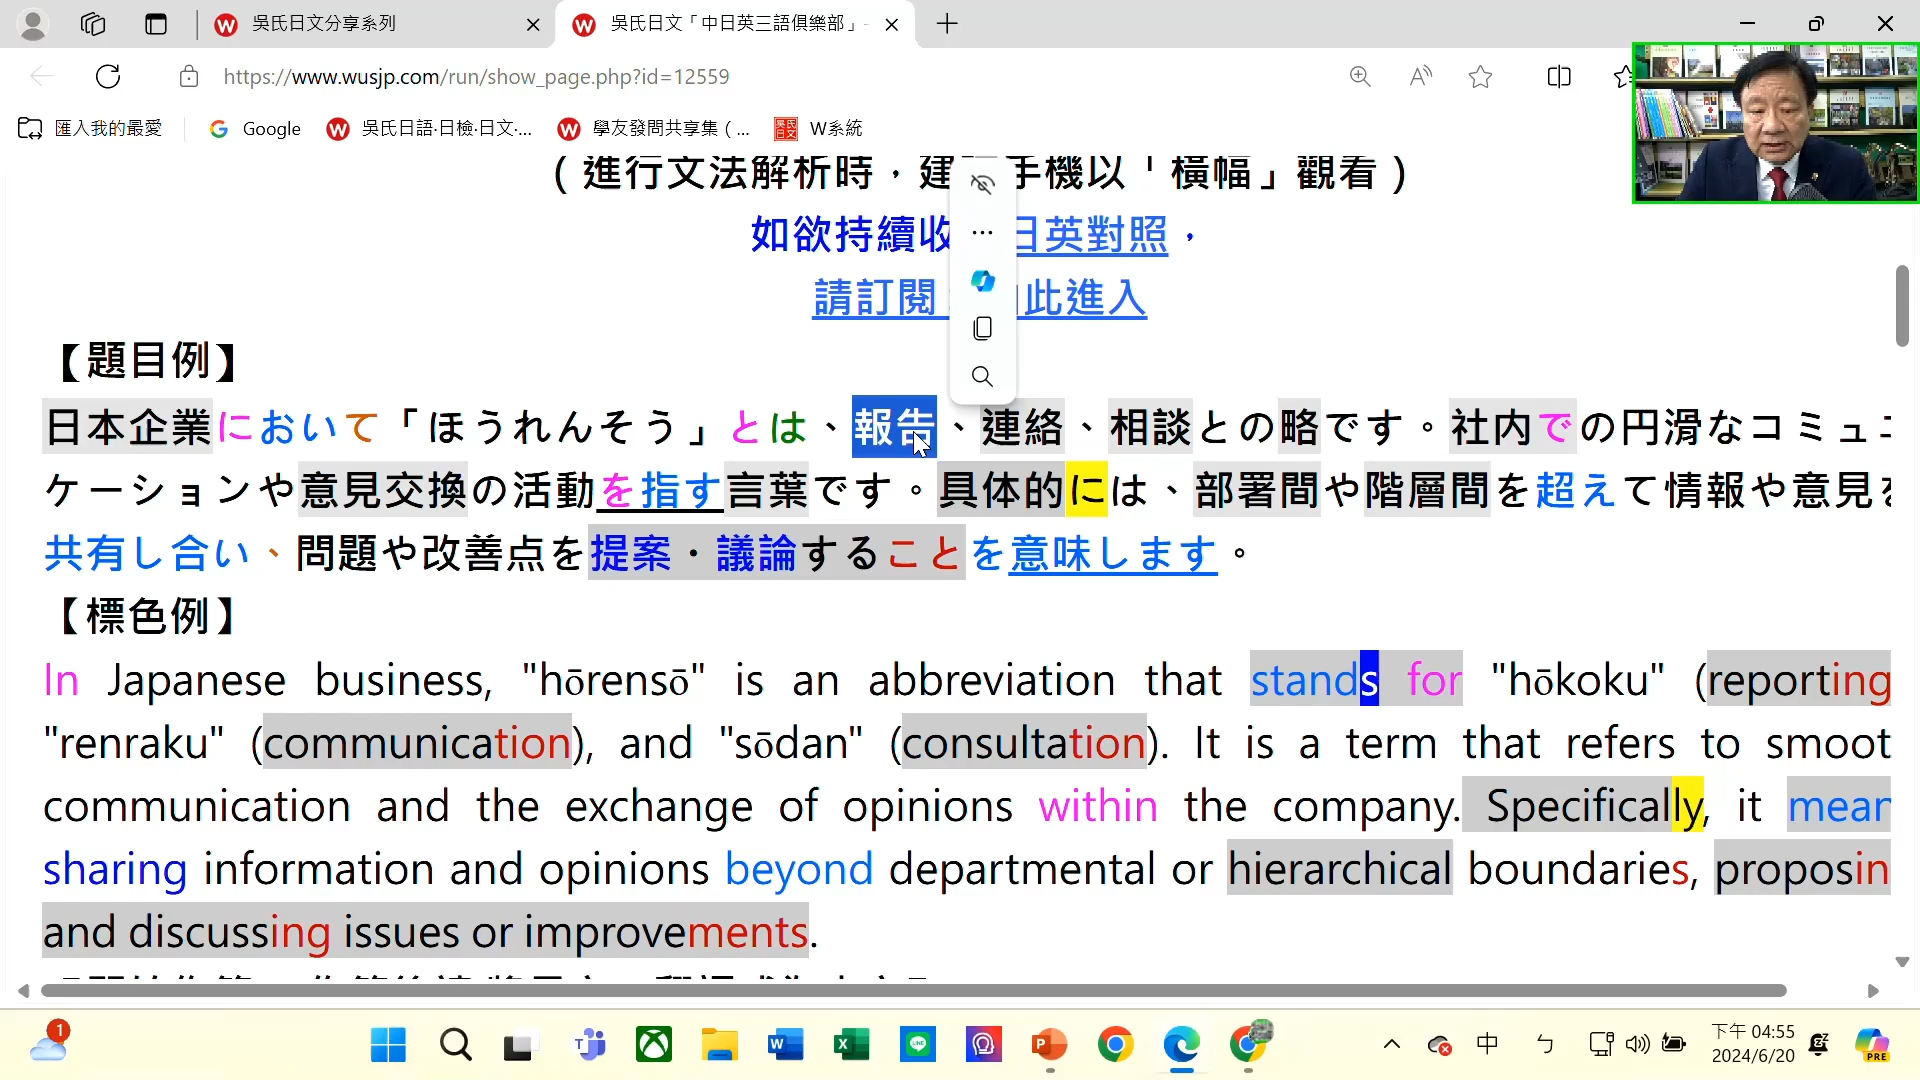 吳氏日文分享系列
吳氏日文「中日英三語俱樂部」-
https://www.wusjp.com/run/show_page.php?id=12559
匯入我的最愛
Google
吳氏日語·日檢·日文·...
學友發問共享集 ( ...
W系統
( 進行文法解析時，建 手機以「橫幅」觀看 )
如欲持續收 日英對照，
請訂閱 此進入
【題目例】
日本企業において「ほうれんそう」とは、報告、連絡、相談との略です。社内での円滑なコミュニ
ケーションや意見交換の活動を指す言葉です。具体的には、部署間や階層間を超えて情報や意見を
共有し合い、問題や改善点を提案・議論することを意味します。
【標色例】
In Japanese business, "hōrensō" is an abbreviation that stands for "hōkoku" (reporting
"renraku" (communication), and "sōdan" (consultation). It is a term that refers to smoot
communication and the exchange of opinions within the company. Specifically, it mean
sharing information and opinions beyond departmental or hierarchical boundaries, proposin
and discussing issues or improvements.
1
中
ㄅ
下午 04:55
2024/6/20
PRE